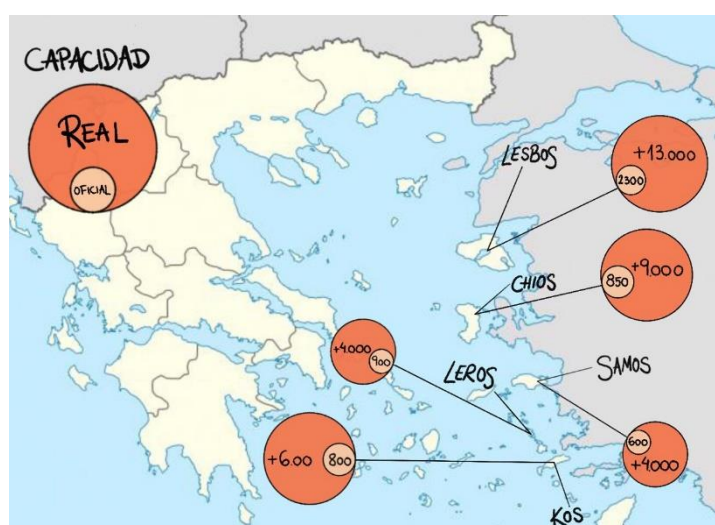 CAPACIDAD
REAL
OFICIAL
LESBOS
+13.000
2300
CHIOS
+9.000
850
+4.000
900
LEROS
SAMOS
600
+4.000
+6.00
800
KOS